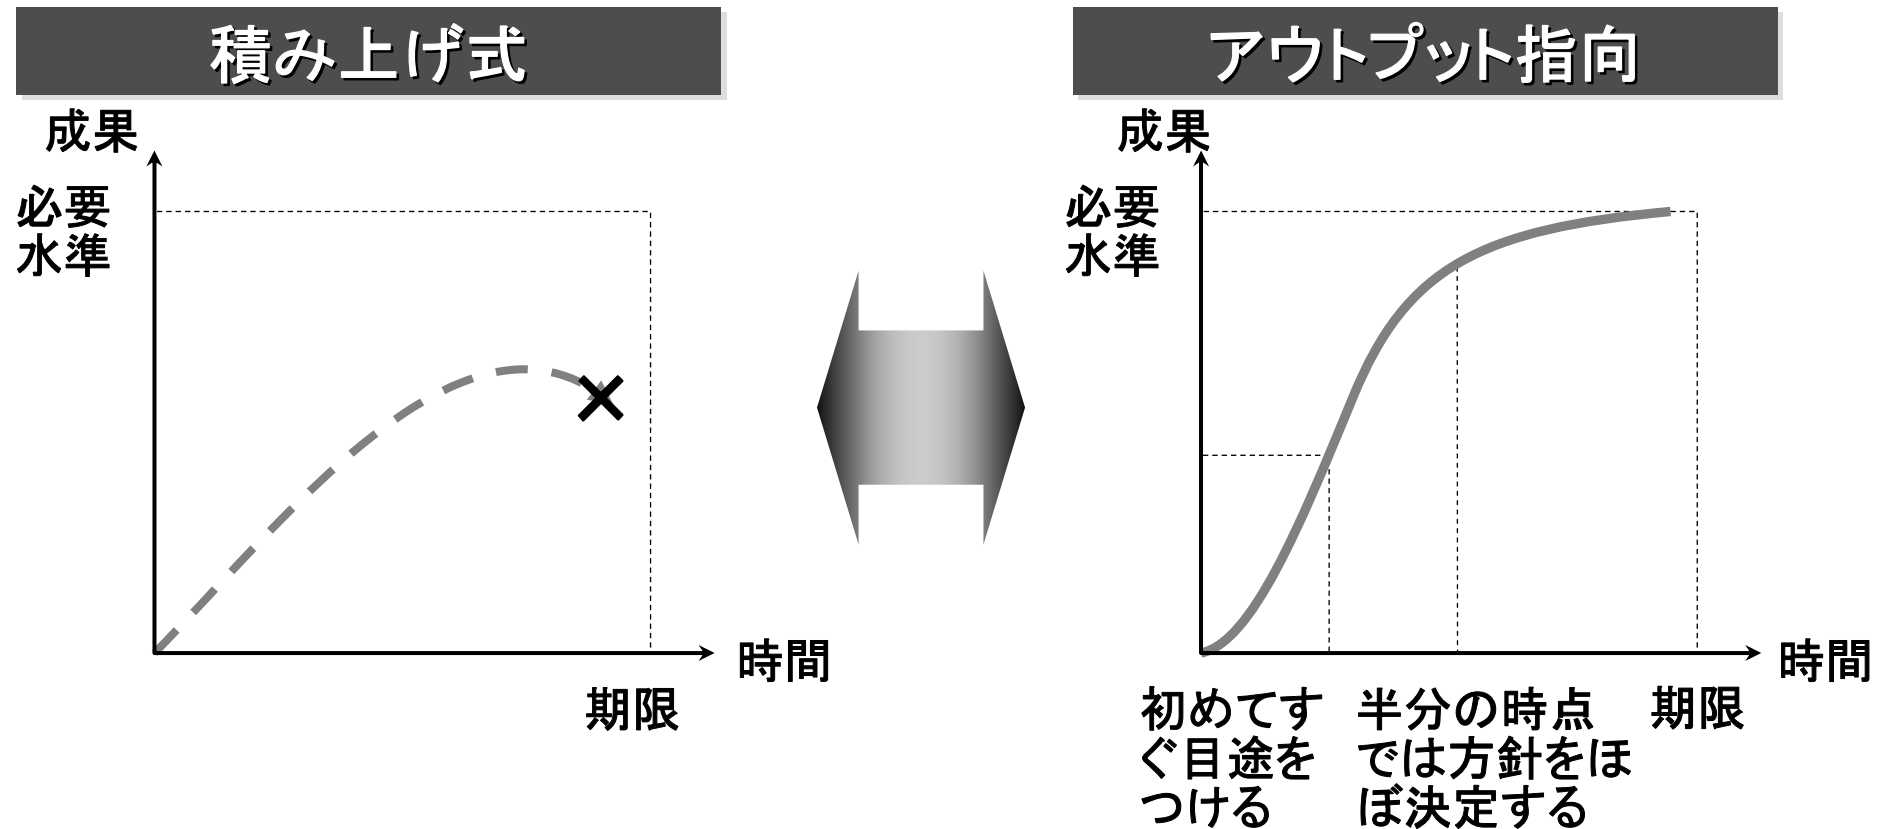 積み上げ式
成果
必要
水準
時間
期限
アウトプット指向
成果
必要
水準
時間
初めてす
ぐ目途を
つける
半分の時点
では方針をほ
ぼ決定する
期限